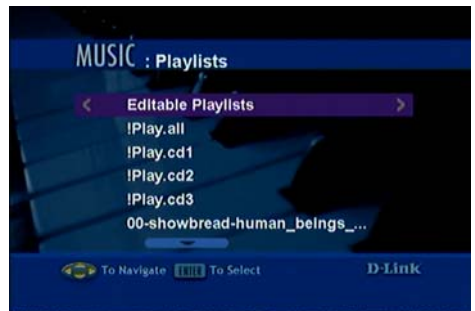 MUSIC : Playlists
< Editable Playlists >
!Play.all
!Play.cd1
!Play.cd2
!Play.cd3
00-showbread-human_beings_...
To Navigate ENTER To Select
D-Link